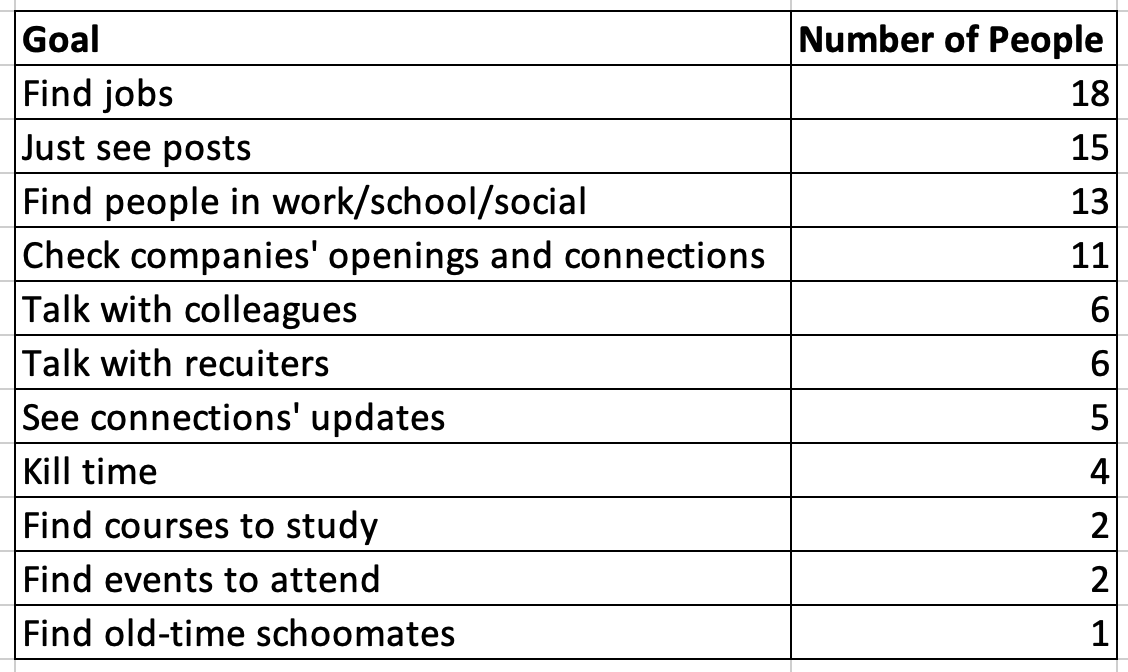 Goal Number of People
Find jobs 18
Just see posts 15
Find people in work/school/social 13
Check companies' openings and connections 11
Talk with colleagues 6
Talk with recuiters 6
See connections' updates 5
Kill time 4
Find courses to study 2
Find events to attend 2
Find old-time schoomates 1